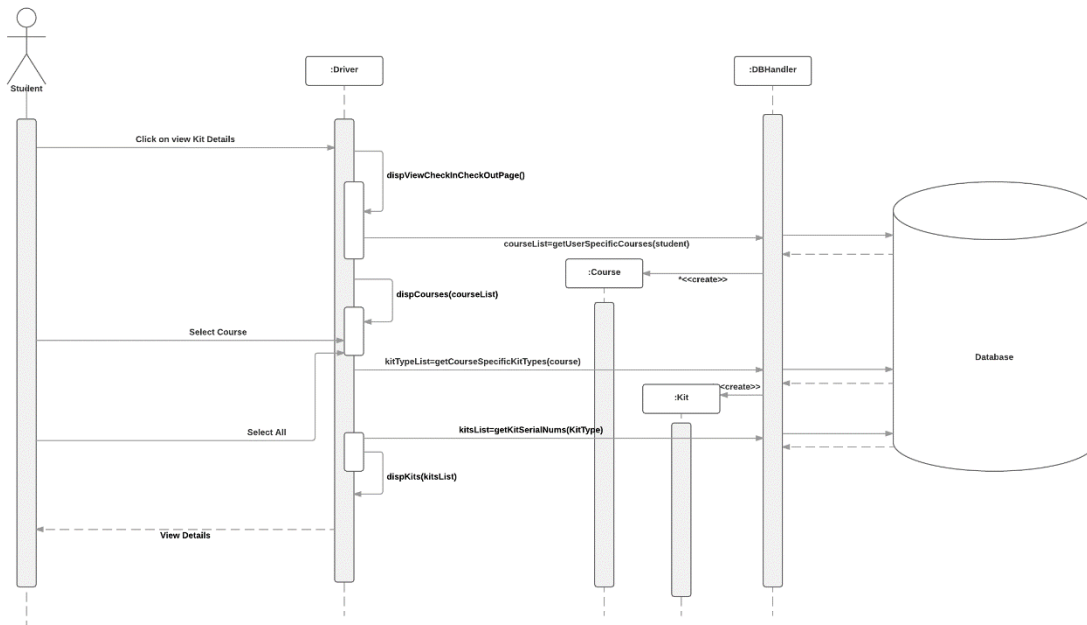 Student
:Driver
:DBHandler
Click on view Kit Details
dispViewCheckInCheckOutPage()
courseList=getUserSpecificCourses(student)
:Course
*<<create>>
dispCourses(courseList)
Select Course
Database
kitTypeList=getCourseSpecificKitTypes(course)
<create>>
:Kit
Select All
kitsList=getKitSerialNums(KitType)
dispKits(kitsList)
View Details